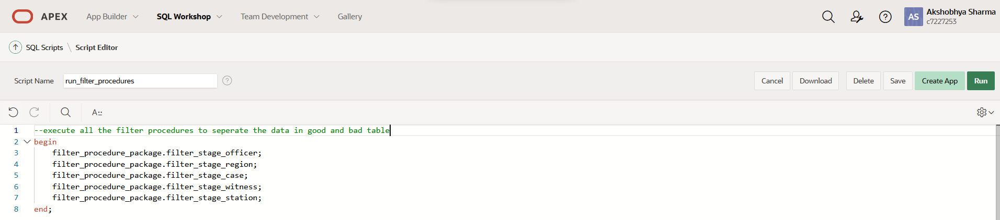 APEX App Builder SQL Workshop Team Development Gallery AS Akshobhya Sharma
c7227253
SQL Scripts \ Script Editor
Script Name run_filter_procedures ? Cancel Download Delete Save Create App Run
A
1 --execute all the filter procedures to seperate the data in good and bad table
2 begin
3 filter_procedure_package.filter_stage_officer;
4 filter_procedure_package.filter_stage_region;
5 filter_procedure_package.filter_stage_case;
6 filter_procedure_package.filter_stage_witness;
7 filter_procedure_package.filter_stage_station;
8 end;